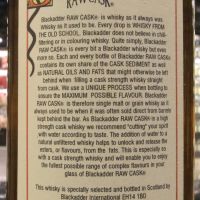 RAW CASK®
Blackadder RAW CASK® - is whisky as it always was.
Whisky as it used to be. Every drop is WHISKY FROM
THE OLD SCHOOL. Blackadder does not believe in chill-
filtering or in colouring whisky. Quite simply, Blackadder
RAW CASK® is every bit a Blackadder whisky but even
more so. Each and every bottle of Blackadder RAW CASK®
contains its own share of the CASK SEDIMENT as well
as NATURAL OILS AND FATS that might otherwise be left
behind when filling a cask strength whisky straight
from cask. We use a UNIQUE PROCESS when bottling to
ensure the MAXIMUM POSSIBLE FLAVOUR. Blackadder
RAW CASK® is therefore single malt or grain whisky as it
always used to be when it was often sold direct from barrels
kept behind the bar. As Blackadder RAW CASK® is a high
strength cask whisky we recommend "cutting" your spirit
with water according to taste. The addition of water to a
natural unfiltered whisky helps to unlock and release the
esters, or flavours, from the fats. This is especially so
with a cask strength whisky and will enable you to enjoy
the fullest possible range of complex flavours in your
glass of Blackadder RAW CASK®
This whisky is specially selected and bottled in Scotland by
Blackadder International EH14 1BD